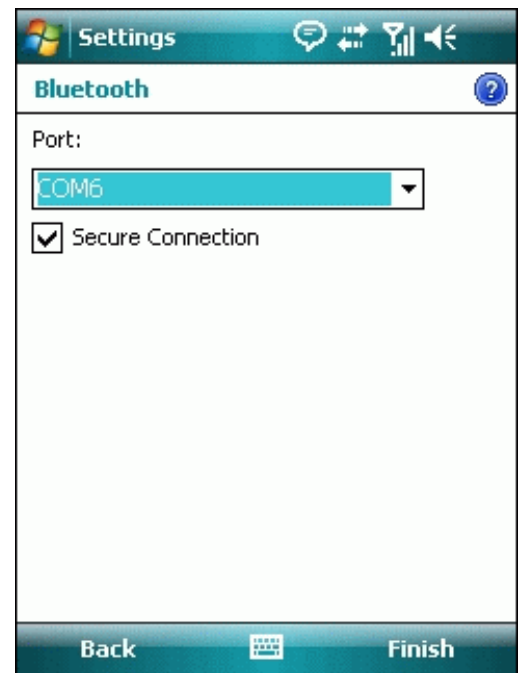 Settings
Bluetooth
?
Port:
COM6
Secure Connection
Back
Finish